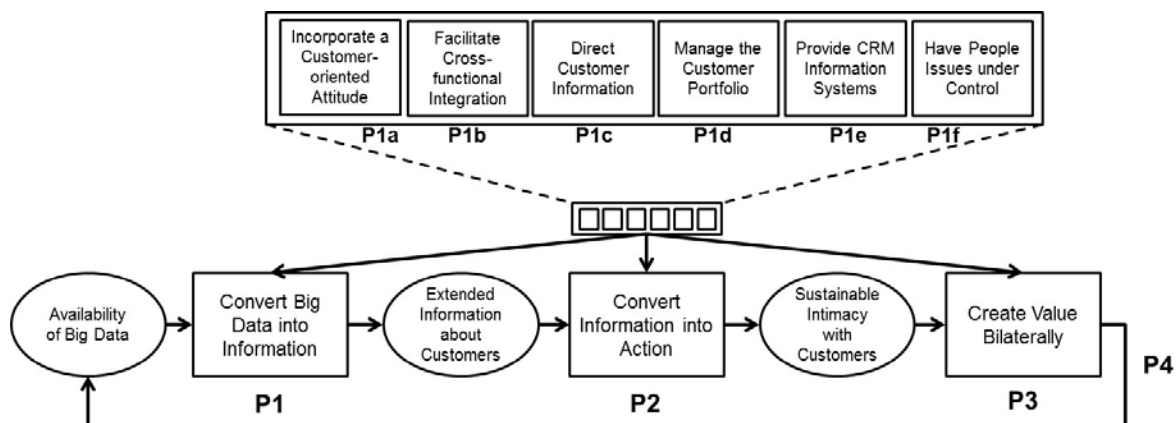 Incorporate a
Customer-
oriented
Attitude
Facilitate
Cross-
functional
Integration
Direct
Customer
Information
Manage the
Customer
Portfolio
Provide CRM
Information
Systems
Have People
Issues under
Control
P1a
P1b
P1c
P1d
P1e
P1f
Availability
of Big Data
Convert Big
Data into
Information
Extended
Information
about
Customers
Convert
Information into
Action
Sustainable
Intimacy
with
Customers
Create Value
Bilaterally
P4
P1
P2
P3